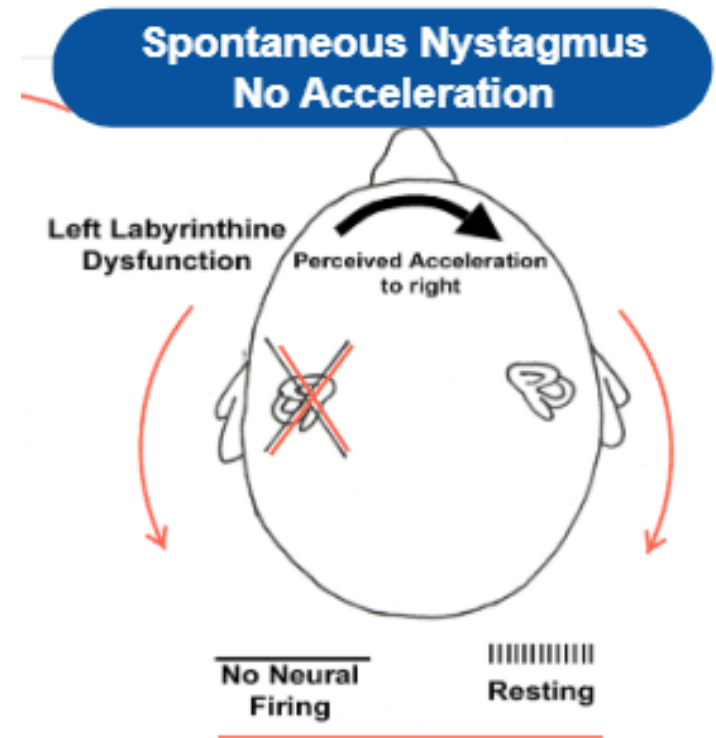 Spontaneous Nystagmus
No Acceleration
Left Labyrinthine
Dysfunction
Perceived Acceleration
to right
No Neural
Firing
Resting